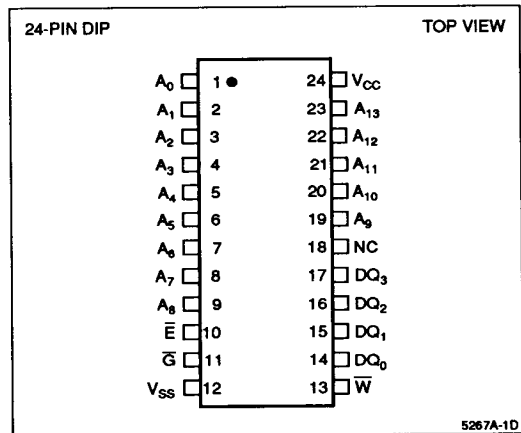 24-PIN DIP TOP VIEW
A0 1 24 VCC
A1 2 23 A13
A2 3 22 A12
A3 4 21 A11
A4 5 20 A10
A5 6 19 A9
A6 7 18 NC
A7 8 17 DQ3
A8 9 16 DQ2
E̅ 10 15 DQ1
G̅ 11 14 DQ0
VSS 12 13 W̅
5267A-1D